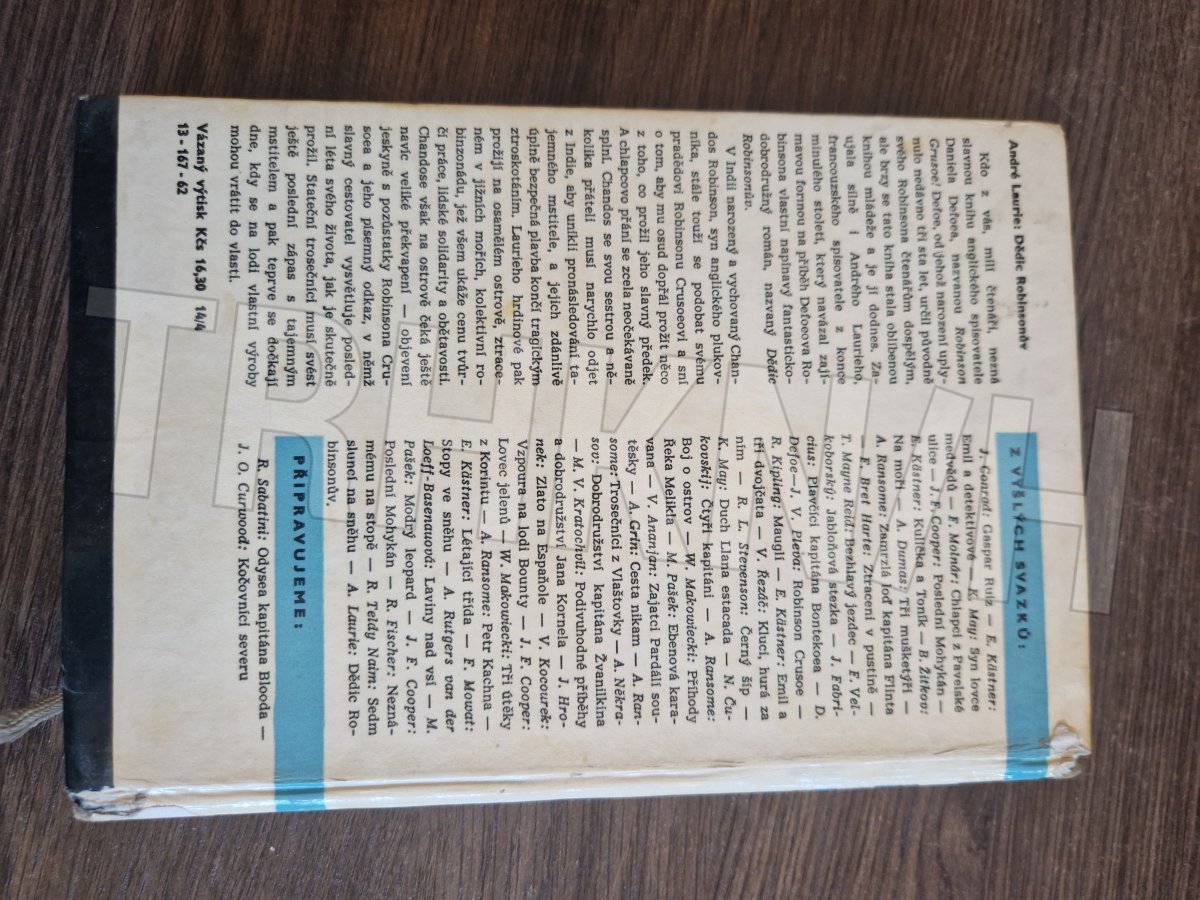 André Laurie: Dědic Robinsonův
Kdo z vás, milí čtenáři, nezná
slavnou knihu anglického spisovatele
Daniela Defoea, nazvanou Robinson
Crusoe! Defoe, od jehož narození uply-
nulo nedávno tři sta let, určil původně
svého Robinsona čtenářům dospělým,
ale brzy se tato kniha stala oblíbenou
knihou mládeže a je jí dodnes. Za-
ujala silně i Andrého Laurieho,
francouzského spisovatele z konce
minulého století, který navázal zají-
mavou formou na příběh Defoeova Ro-
binsona vlastní napínavý fantasticko-
dobrodružný román, nazvaný Dědic
Robinsonův.
V Indii narozený a vychovaný Chan-
dos Robinson, syn anglického plukov-
níka, stále touží se podobat svému
pradědovi Robinsonu Crusoeovi a sní
o tom, aby mu osud dopřál prožít něco
z toho, co prožil jeho slavný předek.
A chlapcovo přání se zcela neočekávaně
splní. Chandos se svou sestrou a ně-
kolika přáteli musí narychlo odjet
z Indie, aby unikli pronásledování ta-
jemného mstitele, a jejich zdánlivě
úplně bezpečná plavba končí tragickým
ztroskotáním. Laurieho hrdinové pak
prožijí na osamělém ostrově, ztrace-
ném v jižních mořích, kolektivní ro-
binzonádu, jež všem ukáže cenu tvůr-
čí práce, lidské solidarity a obětavosti.
Chandose však na ostrově čeká ještě
navíc veliké překvapení — objevení
jeskyně s pozůstatky Robinsona Cru-
soea a jeho písemný odkaz, v němž
slavný cestovatel vysvětluje posled-
ní léta svého života, jak je skutečně
prožil. Stateční trosečníci musí svést
ještě poslední zápas s tajemným
mstitelem a pak teprve se dočkají
dne, kdy se na lodi vlastní výroby
mohou vrátit do vlasti.
Vázaný výtisk Kčs 16,30 14/4
13 - 167 - 62
Z VYŠLÝCH SVAZKŮ:
J. Conrad: Gaspar Ruiz — E. Kästner:
Emil a detektivové — K. May: Syn lovce
medvědů — F. Molnár: Chlapci z Pavelské
ulice — J. F. Cooper: Poslední Mohykán —
E. Kästner: Kulička a Toník — B. Žitkov:
Na moři — A. Dumas: Tři mušketýři —
A. Ransome: Zamrzlá loď kapitána Flinta
— F. Bret Harte: Ztraceni v pustině —
T. Mayne Reid: Bezhlavý jezdec — F. Vel-
koborský: Jabloňová stezka — J. Fabri-
cius: Plavčíci kapitána Bontekoea — D.
Defoe—J. V. Pleva: Robinson Crusoe —
R. Kipling: Mauglí — E. Kästner: Emil a
tři dvojčata — V. Řezáč: Kluci, hurá za
ním — R. L. Stevenson: Černý šíp —
K. May: Duch Llana estacada — N. Ču-
kovskij: Čtyři kapitáni — A. Ransome:
Boj o ostrov — W. Makowiecki: Příhody
Řeka Melikla — M. Pašek: Ebenová kara-
vana — V. Ananjan: Zajatci Pardálí sou-
těsky — A. Grin: Cesta nikam — A. Ran-
some: Trosečníci z Vlaštovky — A. Někra-
sov: Dobrodružství kapitána Žvanilkina
— M. V. Kratochvíl: Podivuhodné příběhy
a dobrodružství Jana Kornela — J. Hro-
nek: Zlato na Españole — V. Kocourek:
Vzpoura na lodi Bounty — J. F. Cooper:
Lovec jelenů — W. Makowiecki: Tři útěky
z Korintu — A. Ransome: Petr Kachna —
E. Kästner: Létající třída — F. Mowat:
Stopy ve sněhu — A. Rutgers van der
Loeff-Basenauová: Laviny nad vsí — M.
Pašek: Modrý leopard — J. F. Cooper:
Poslední Mohykán — R. Fischer: Nezná-
mému na stopě — R. Teldy Naim: Sedm
sluncí na sněhu — A. Laurie: Dědic Ro-
binsonův.
PŘIPRAVUJEME:
R. Sabatini: Odysea kapitána Blooda —
J. O. Curwood: Kočovníci severu